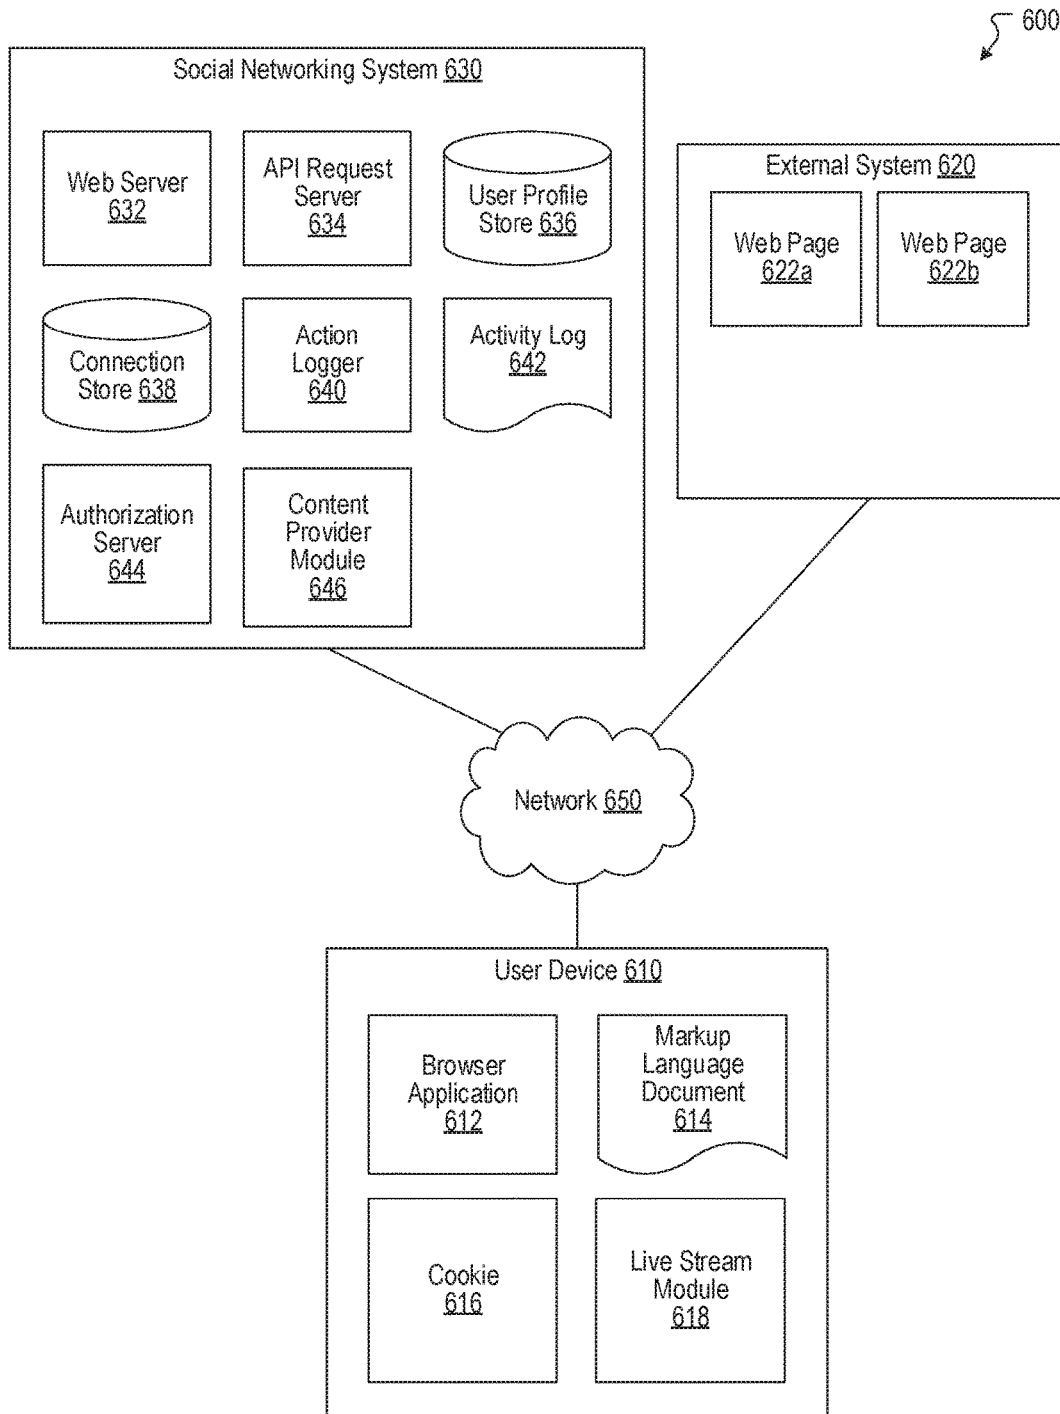 600
Social Networking System 630
Web Server
632
API Request
Server
634
User Profile
Store 636
Connection
Store 638
Action
Logger
640
Activity Log
642
Authorization
Server
644
Content
Provider
Module
646
External System 620
Web Page
622a
Web Page
622b
Network 650
User Device 610
Browser
Application
612
Markup
Language
Document
614
Cookie
616
Live Stream
Module
618